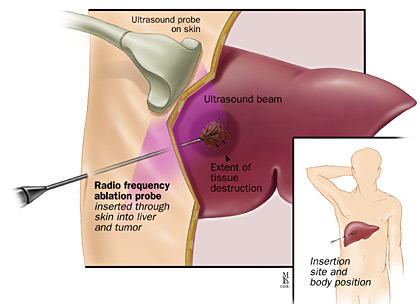 Ultrasound probe
on skin
Ultrasound beam
Extent of
tissue
destruction
Radio frequency
ablation probe
inserted through
skin into liver
and tumor
Insertion
site and
body position